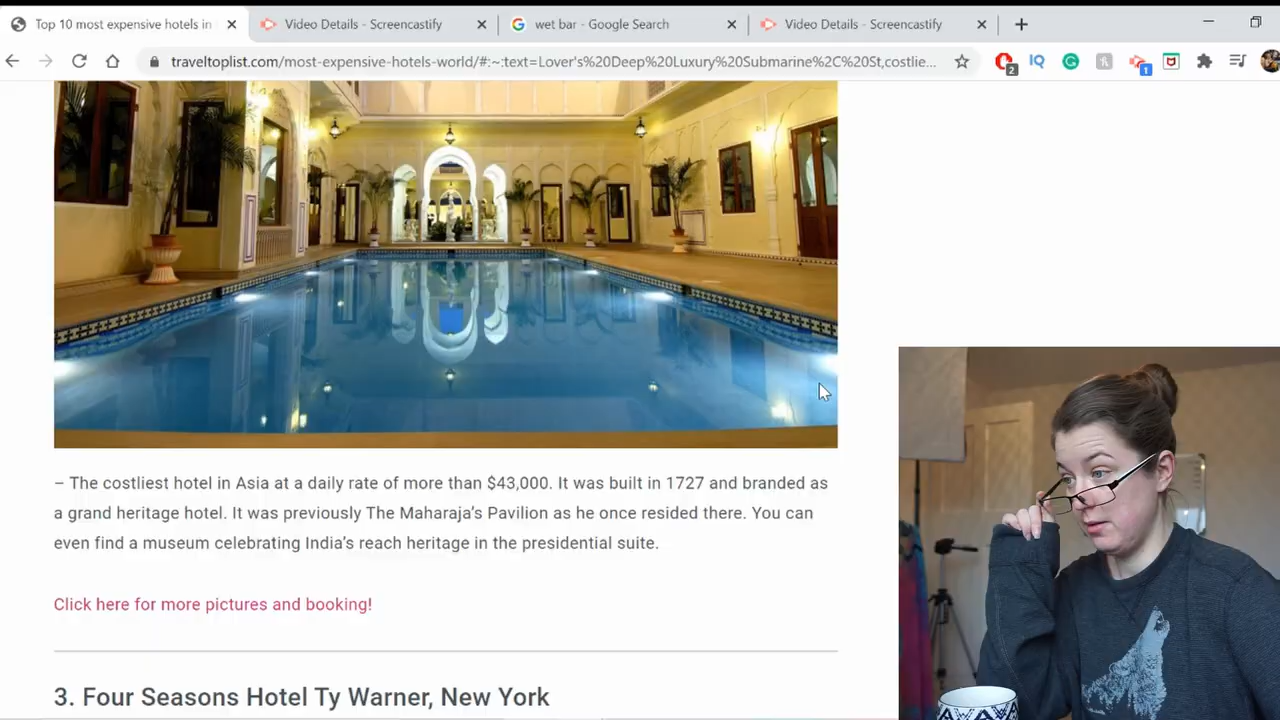 Top 10 most expensive hotels in
Video Details - Screencastify
wet bar - Google Search
Video Details - Screencastify
traveltoplist.com/most-expensive-hotels-world/#:~:text=Lover's%20Deep%20Luxury%20Submarine%2C%20St,costlie...
2
IQ
1
– The costliest hotel in Asia at a daily rate of more than $43,000. It was built in 1727 and branded as
a grand heritage hotel. It was previously The Maharaja's Pavilion as he once resided there. You can
even find a museum celebrating India's reach heritage in the presidential suite.
Click here for more pictures and booking!
3. Four Seasons Hotel Ty Warner, New York